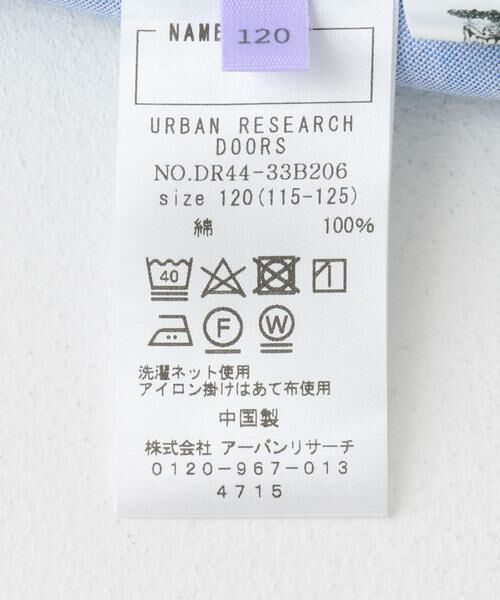 NAME
120
URBAN RESEARCH
DOORS
NO.DR44-33B206
size 120(115-125)
綿 100%
40
F W
洗濯ネット使用
アイロン掛けはあて布使用
中国製
株式会社 アーバンリサーチ
0120-967-013
4715